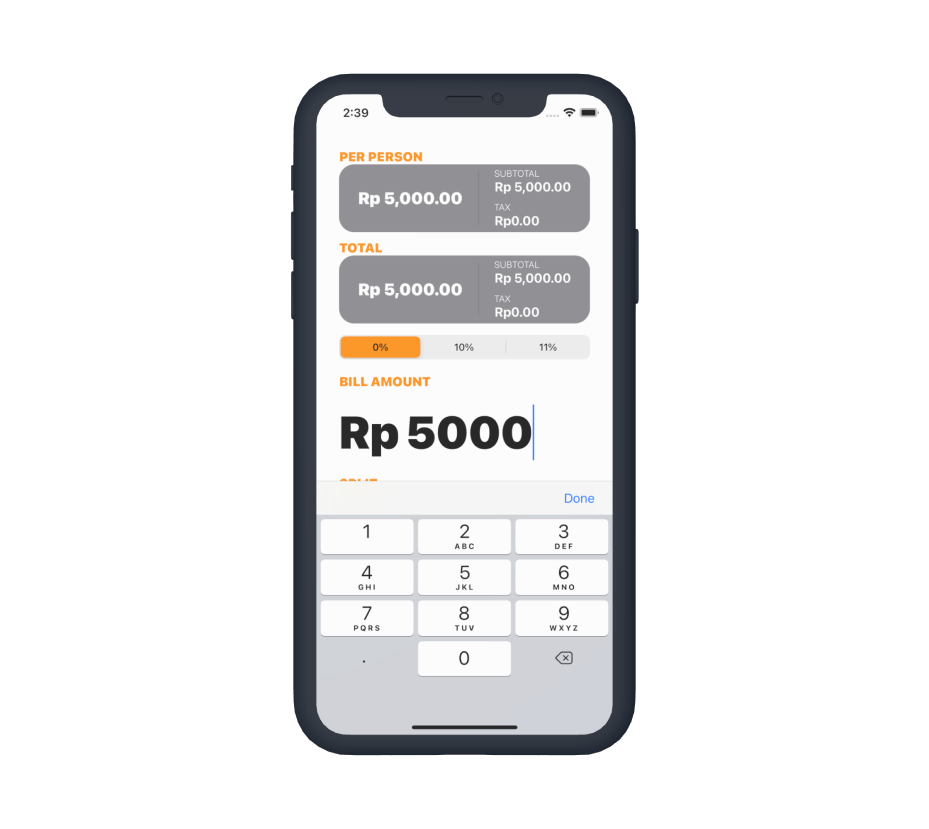 2:39
PER PERSON
Rp 5,000.00
SUBTOTAL
Rp 5,000.00
TAX
Rp0.00
TOTAL
Rp 5,000.00
SUBTOTAL
Rp 5,000.00
TAX
Rp0.00
0% 10% 11%
BILL AMOUNT
Rp 5000
Done
1 2 3
ABC DEF
4 5 6
GHI JKL MNO
7 8 9
PQRS TUV WXYZ
. 0